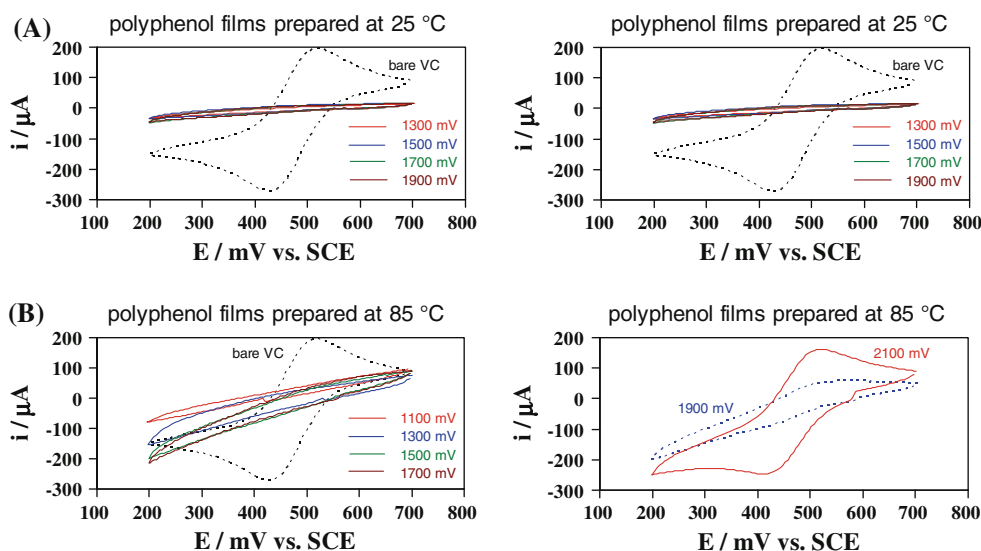 (A)
polyphenol films prepared at 25 °C
200
100
0
-100
-200
-300
i / μA
bare VC
1300 mV
1500 mV
1700 mV
1900 mV
100 200 300 400 500 600 700 800
E / mV vs. SCE
polyphenol films prepared at 25 °C
200
100
0
-100
-200
-300
i / μA
bare VC
1300 mV
1500 mV
1700 mV
1900 mV
100 200 300 400 500 600 700 800
E / mV vs. SCE
(B)
polyphenol films prepared at 85 °C
200
100
0
-100
-200
-300
i / μA
bare VC
1100 mV
1300 mV
1500 mV
1700 mV
100 200 300 400 500 600 700 800
E / mV vs. SCE
polyphenol films prepared at 85 °C
200
100
0
-100
-200
-300
i / μA
2100 mV
1900 mV
100 200 300 400 500 600 700 800
E / mV vs. SCE